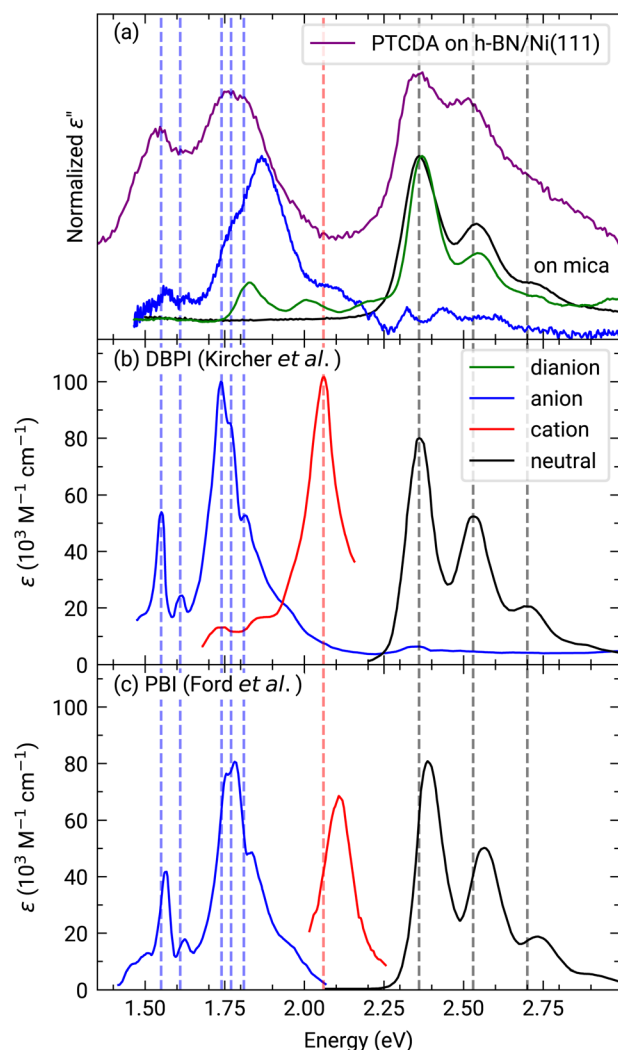 (a)
PTCDA on h-BN/Ni(111)
Normalized ε"
on mica
(b) DBPI (Kircher et al.)
dianion
anion
cation
neutral
100
80
60
40
20
0
ε (10³ M⁻¹ cm⁻¹)
(c) PBI (Ford et al.)
100
80
60
40
20
0
ε (10³ M⁻¹ cm⁻¹)
1.50 1.75 2.00 2.25 2.50 2.75
Energy (eV)